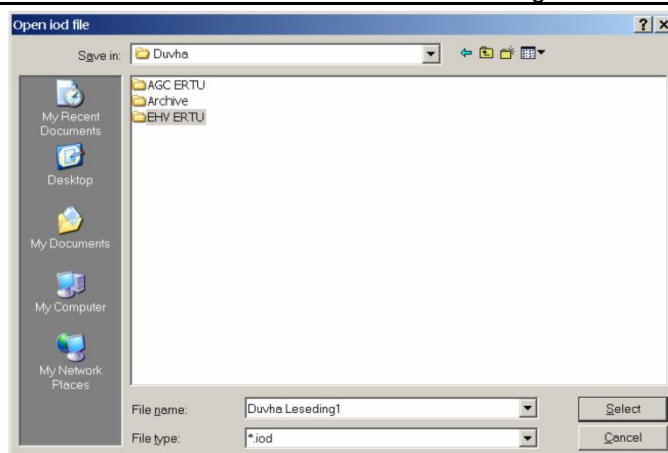 Open iod file
Save in:
Duvha
AGC ERTU
Archive
EHV ERTU
My Recent
Documents
Desktop
My Documents
My Computer
My Network
Places
File name:
Duvha Leseding1
Select
File type:
*.iod
Cancel